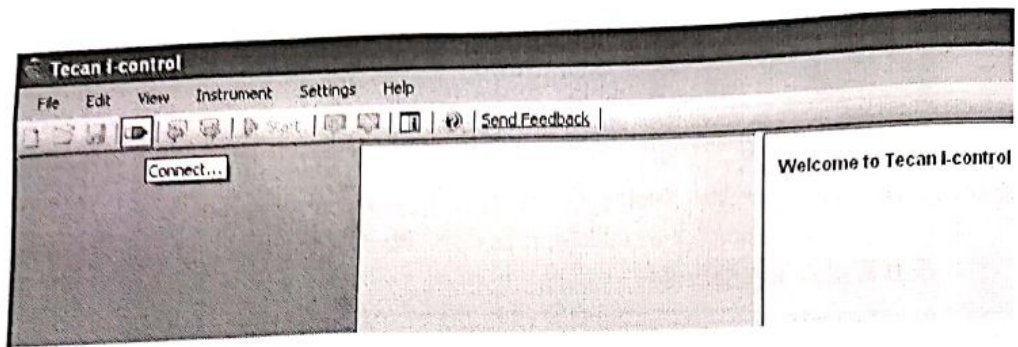 Tecan i-control
File Edit View Instrument Settings Help
Start Send Feedback
Connect...
Welcome to Tecan i-control